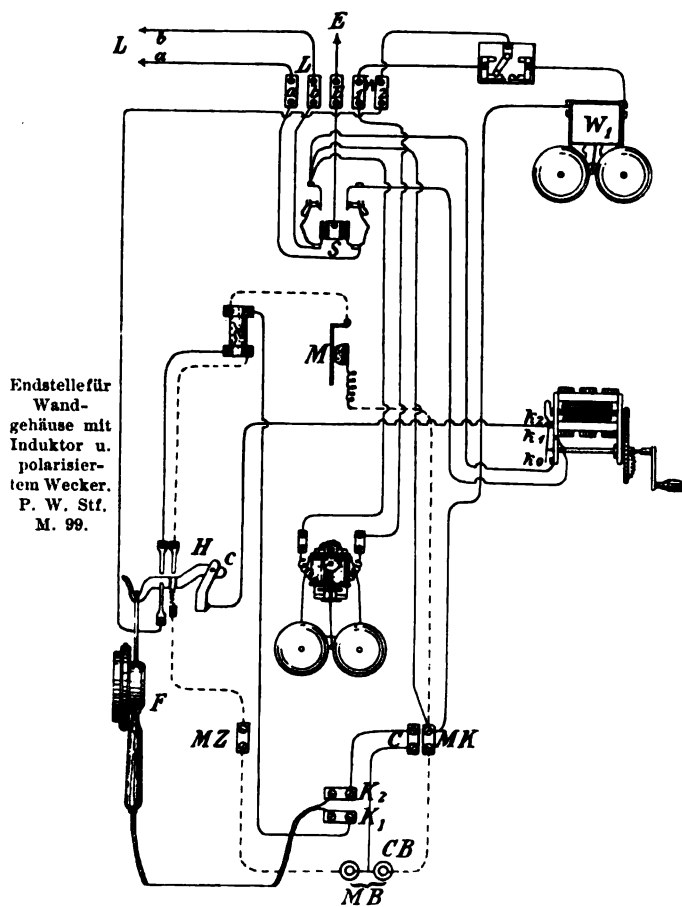 E
b
L
a
L
W
W1
S
M
Endstelle für
Wand-
gehäuse mit
Induktor u.
polarisier-
tem Wecker.
P. W. Stf.
M. 99.
k2
k1
k0
H
c
F
MZ
C
MK
K2
K1
CB
MB